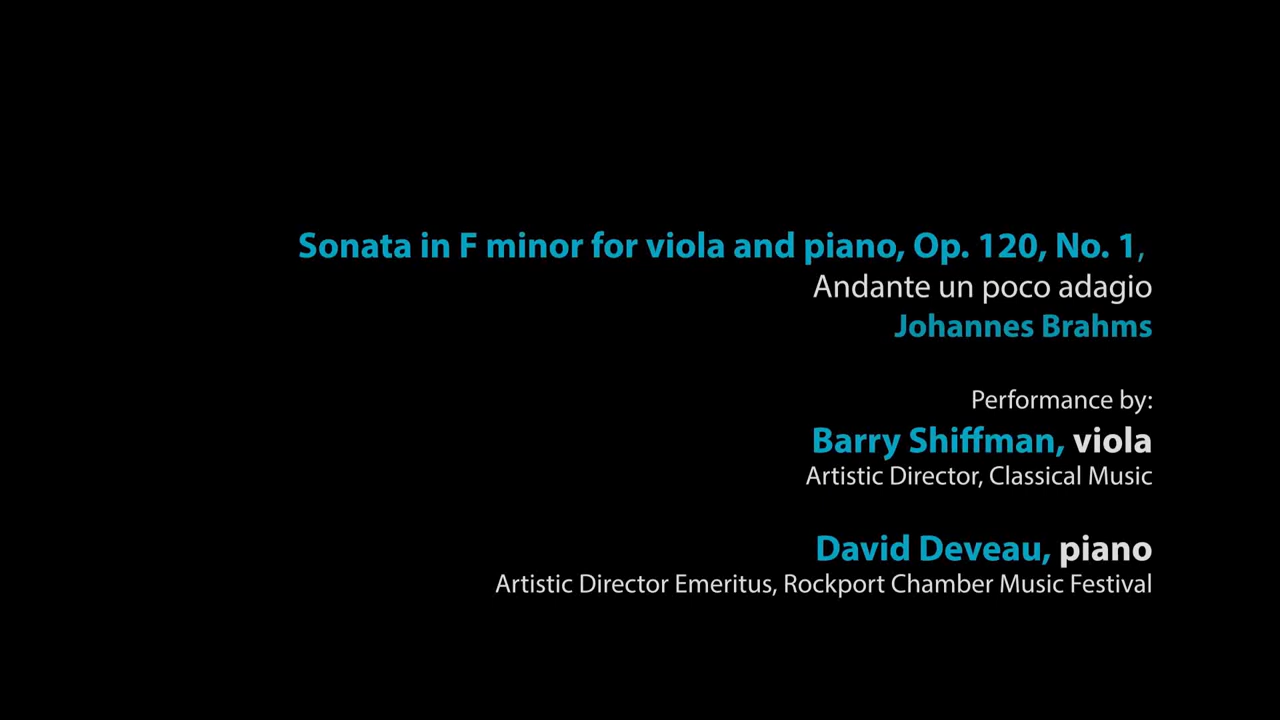 Sonata in F minor for viola and piano, Op. 120, No. 1,
Andante un poco adagio
Johannes Brahms
Performance by:
Barry Shiffman, viola
Artistic Director, Classical Music
David Deveau, piano
Artistic Director Emeritus, Rockport Chamber Music Festival